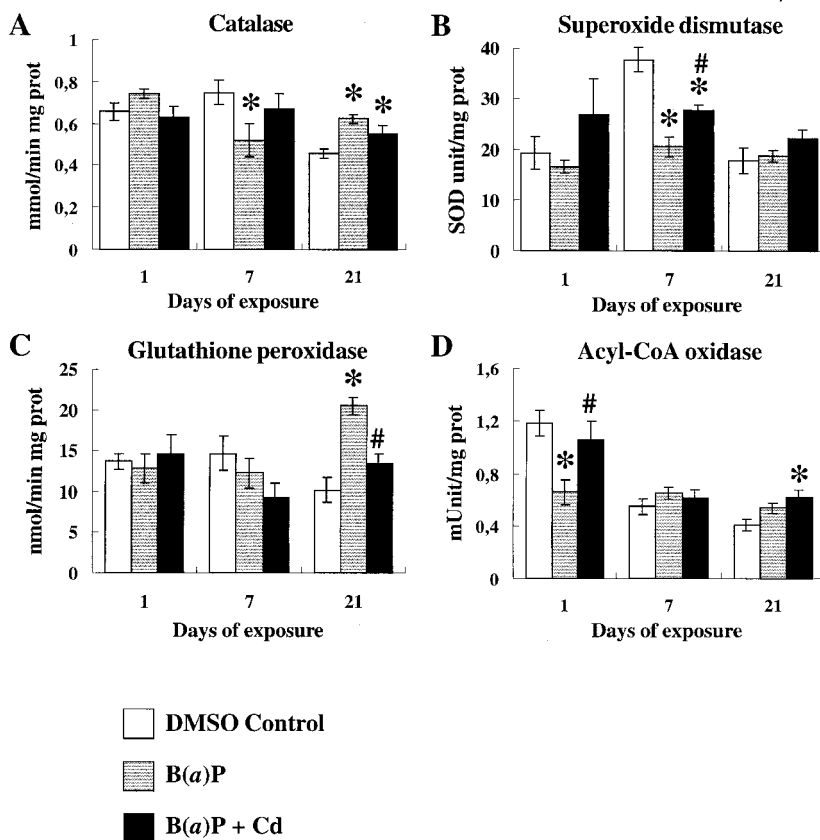 A Catalase
mmol/min mg prot
1
0,8
0,6
0,4
0,2
0
* * *
1 7 21
Days of exposure
B Superoxide dismutase
SOD unit/mg prot
40
30
20
10
0
#
* *
1 7 21
Days of exposure
C Glutathione peroxidase
nmol/min mg prot
25
20
15
10
5
0
*
#
1 7 21
Days of exposure
D Acyl-CoA oxidase
mUnit/mg prot
1,6
1,2
0,8
0,4
0
#
* *
1 7 21
Days of exposure
DMSO Control
B(a)P
B(a)P + Cd